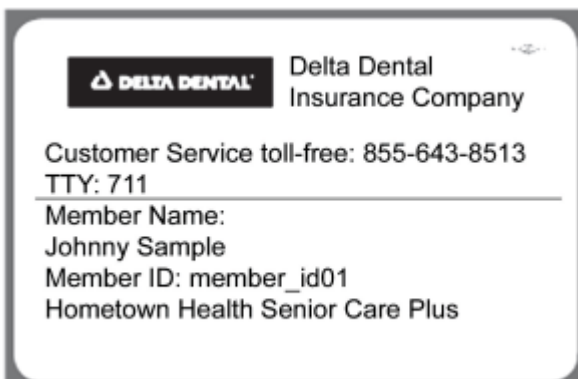 DELTA DENTAL
Delta Dental
Insurance Company
Customer Service toll-free: 855-643-8513
TTY: 711
Member Name:
Johnny Sample
Member ID: member_id01
Hometown Health Senior Care Plus